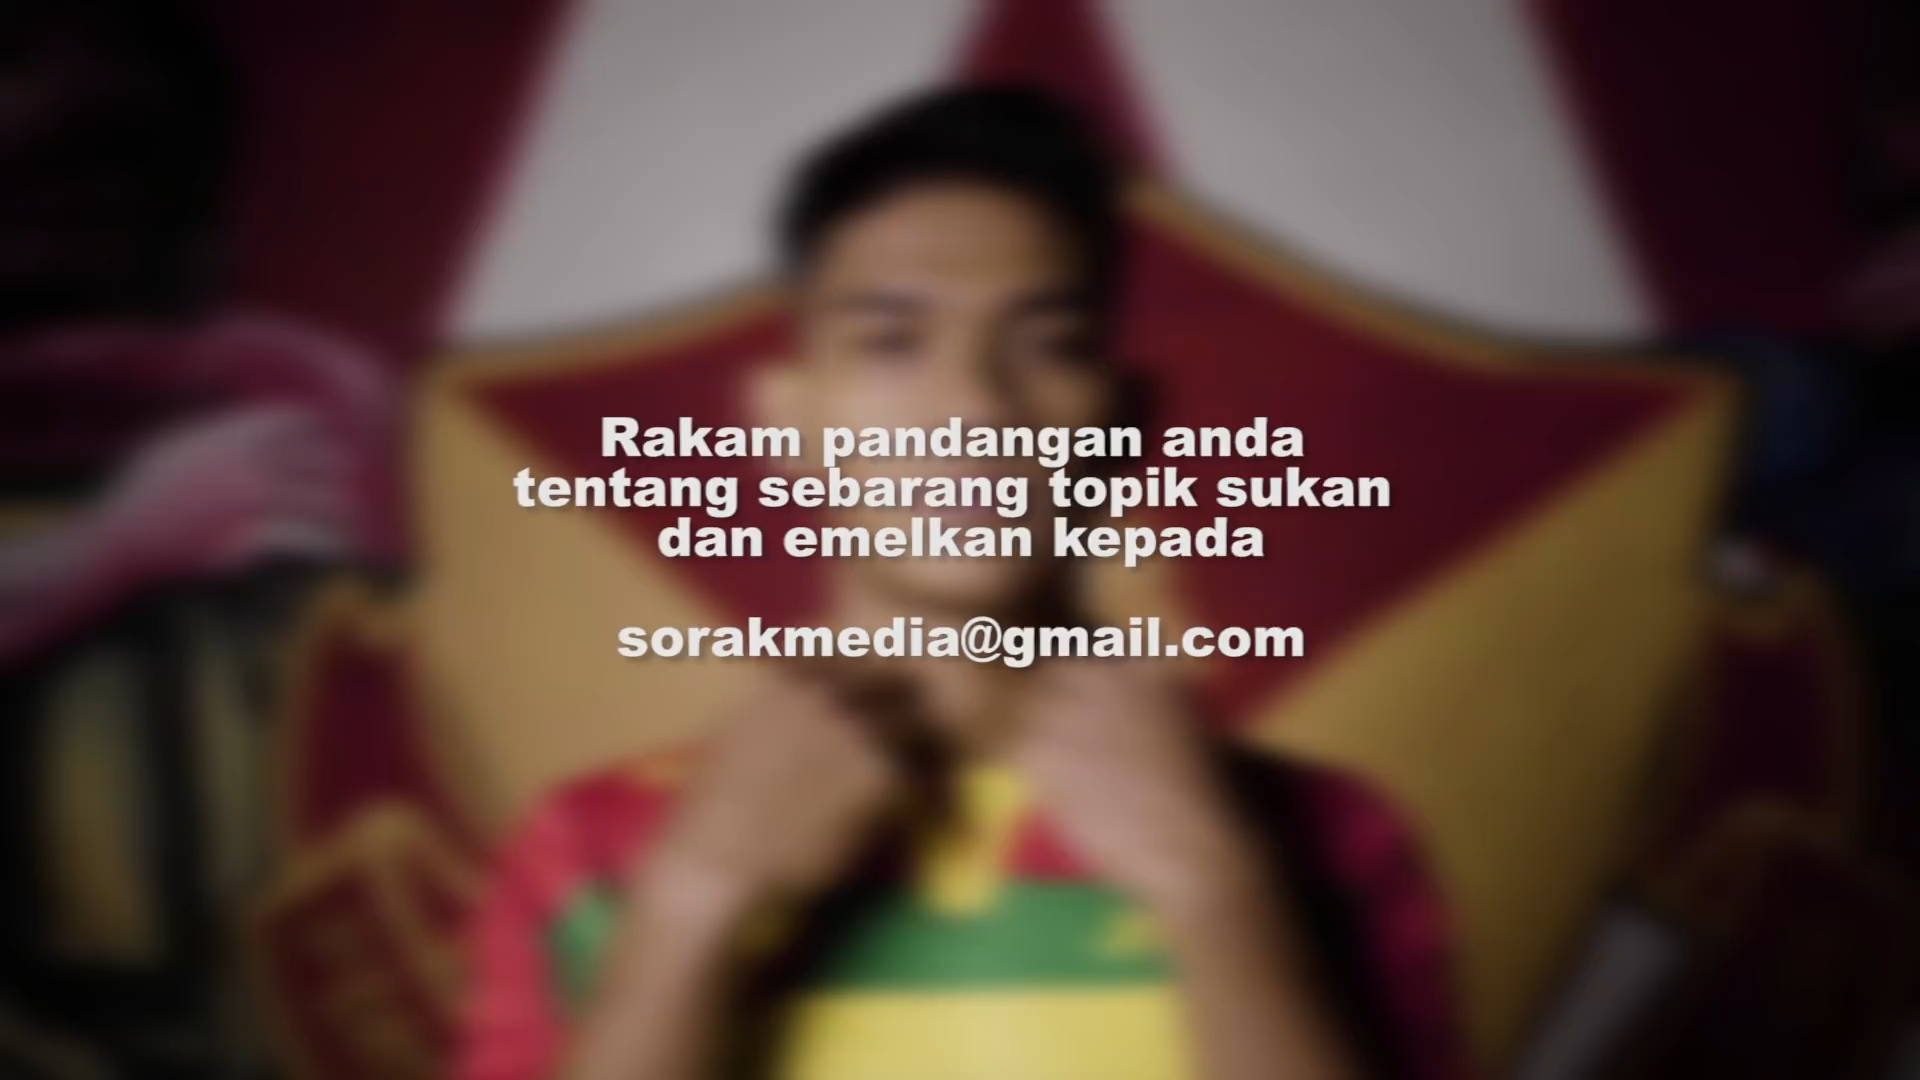 Rakam pandangan anda
tentang sebarang topik sukan
dan emelkan kepada
sorakmedia@gmail.com